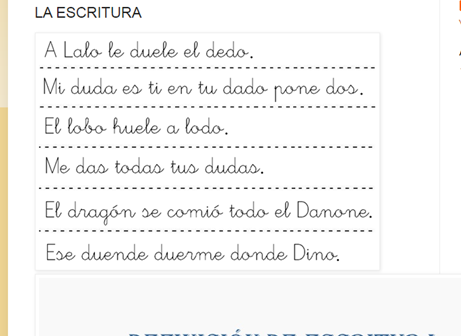 LA ESCRITURA
A Lalo le duele el dedo.
Mi duda es ti en tu dado pone dos.
El lobo huele a lodo.
Me das todas tus dudas.
El dragón se comió todo el Danone.
Ese duende duerme donde Dino.